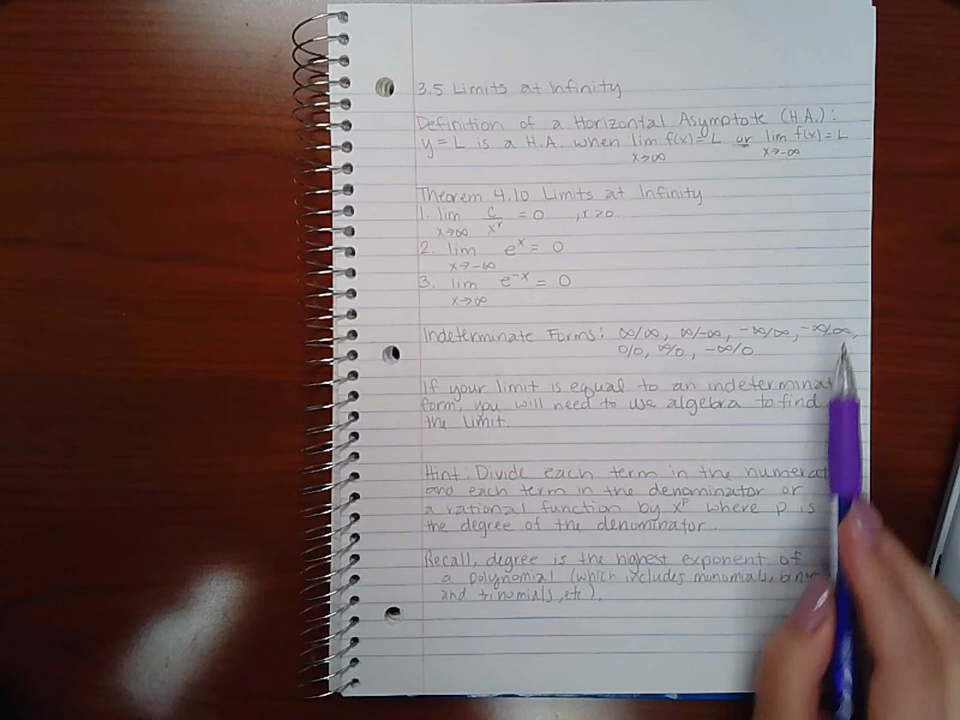 3.5 Limits at Infinity
Definition of a Horizontal Asymptote (H.A.):
y = L is a H.A. when lim f(x) = L or lim f(x) = L
x→∞ x→-∞
Theorem 4.10 Limits at Infinity
1. lim c/x^r = 0 , r > 0
x→∞
2. lim e^x = 0
x→-∞
3. lim e^-x = 0
x→∞
Indeterminate Forms: ∞/∞, ∞/-∞, -∞/∞, -∞/-∞,
0/0, ∞/0, -∞/0
If your limit is equal to an indeterminat
form, you will need to use algebra to find
the limit.
Hint: Divide each term in the numerat
and each term in the denominator or
a rational function by x^p where p is
the degree of the denominator.
Recall, degree is the highest exponent of
a polynomial (which includes monomials, bin
and trinomials, etc).